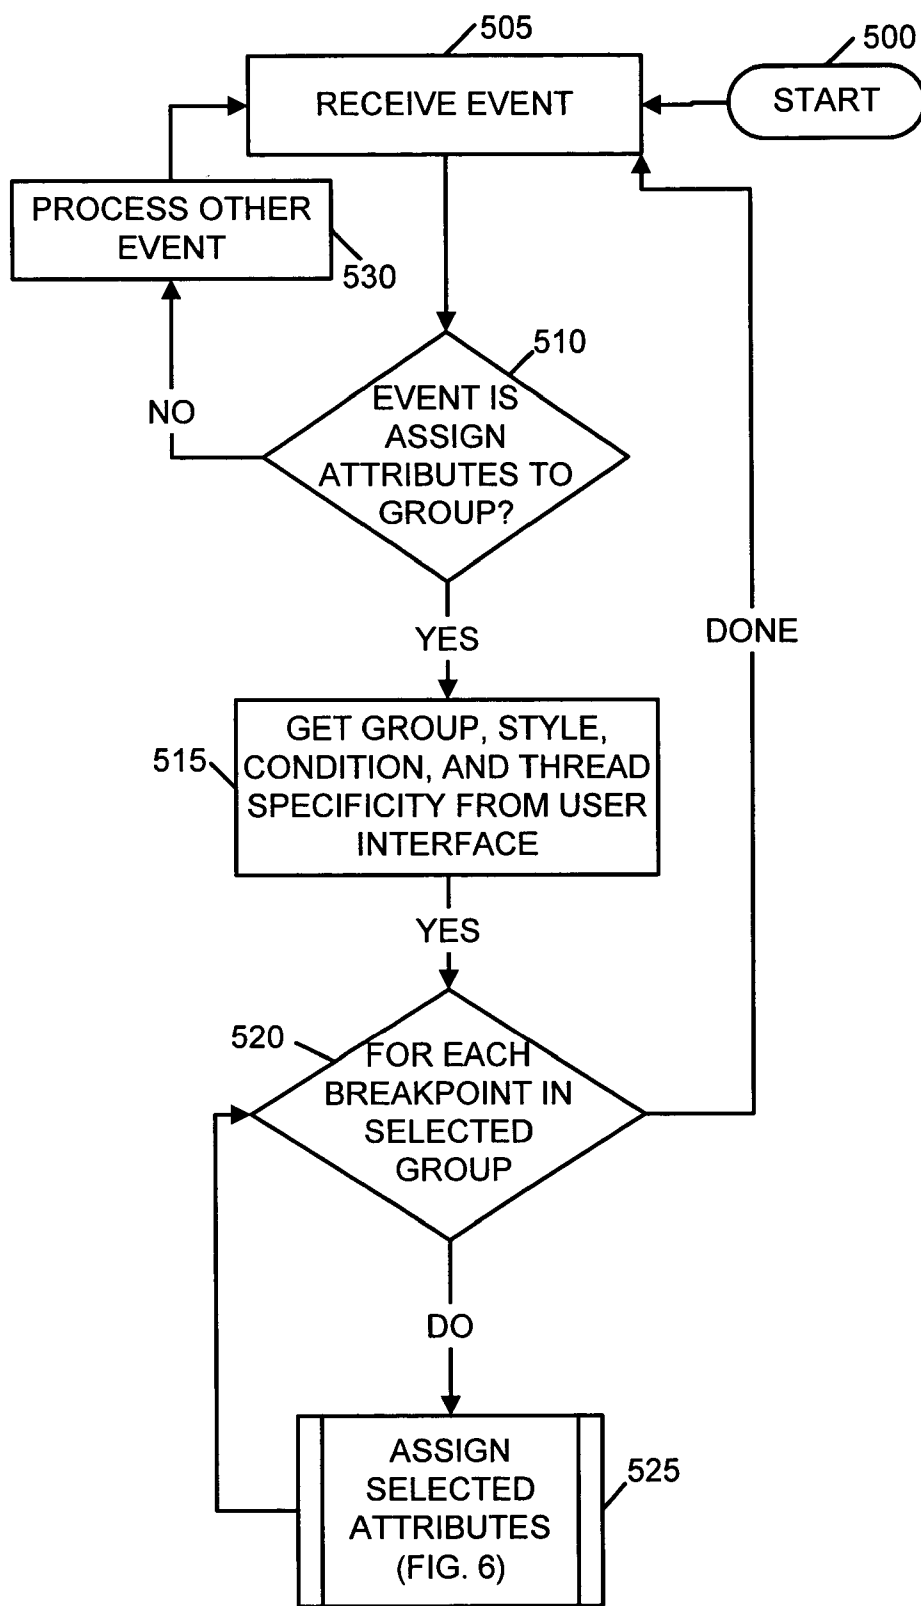 505
500
RECEIVE EVENT
START
PROCESS OTHER
EVENT
530
510
EVENT IS
ASSIGN
ATTRIBUTES TO
GROUP?
NO
YES
DONE
515
GET GROUP, STYLE,
CONDITION, AND THREAD
SPECIFICITY FROM USER
INTERFACE
YES
520
FOR EACH
BREAKPOINT IN
SELECTED
GROUP
DO
ASSIGN
SELECTED
ATTRIBUTES
(FIG. 6)
525